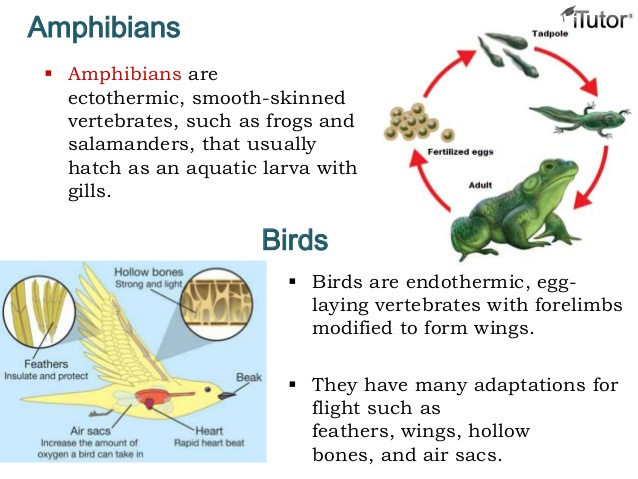 Amphibians
iTutor
▪ Amphibians are
ectothermic, smooth-skinned
vertebrates, such as frogs and
salamanders, that usually
hatch as an aquatic larva with
gills.
Tadpole
Fertilized eggs
Adult
Birds
Hollow bones
Strong and light
Feathers
Insulate and protect
Beak
Air sacs
Increase the amount of
oxygen a bird can take in
Heart
Rapid heart beat
▪ Birds are endothermic, egg-
laying vertebrates with forelimbs
modified to form wings.
▪ They have many adaptations for
flight such as
feathers, wings, hollow
bones, and air sacs.